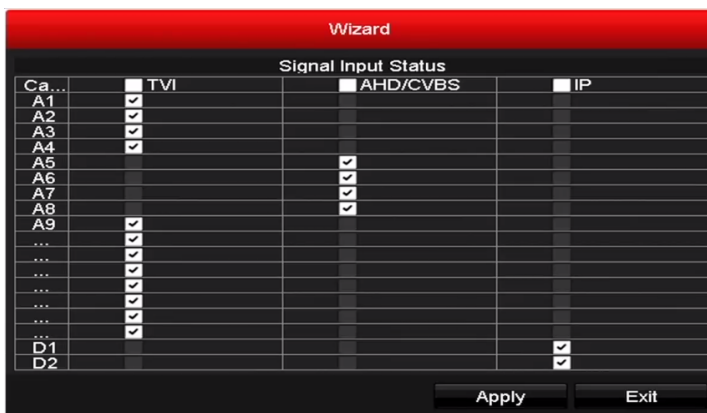 Wizard
Signal Input Status
Ca... TVI AHD/CVBS IP
A1
A2
A3
A4
A5
A6
A7
A8
A9
...
...
...
...
...
...
...
D1
D2
Apply Exit